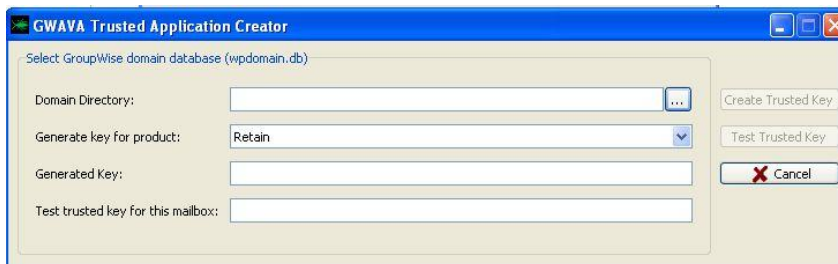 GWAVA Trusted Application Creator
Select GroupWise domain database (wpdomain.db)
Domain Directory:
...
Create Trusted Key
Generate key for product:
Retain
Test Trusted Key
Generated Key:
Cancel
Test trusted key for this mailbox: